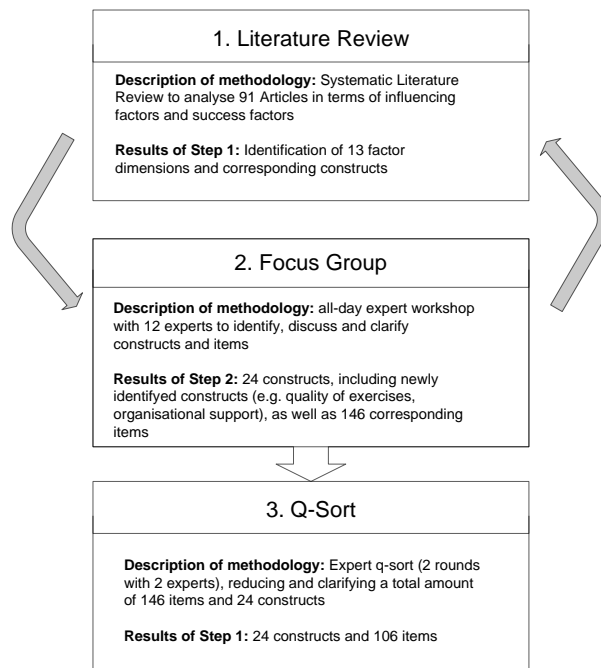 1. Literature Review
Description of methodology: Systematic Literature
Review to analyse 91 Articles in terms of influencing
factors and success factors
Results of Step 1: Identification of 13 factor
dimensions and corresponding constructs
2. Focus Group
Description of methodology: all-day expert workshop
with 12 experts to identify, discuss and clarify
constructs and items
Results of Step 2: 24 constructs, including newly
identifyed constructs (e.g. quality of exercises,
organisational support), as well as 146 corresponding
items
3. Q-Sort
Description of methodology: Expert q-sort (2 rounds
with 2 experts), reducing and clarifying a total amount
of 146 items and 24 constructs
Results of Step 1: 24 constructs and 106 items